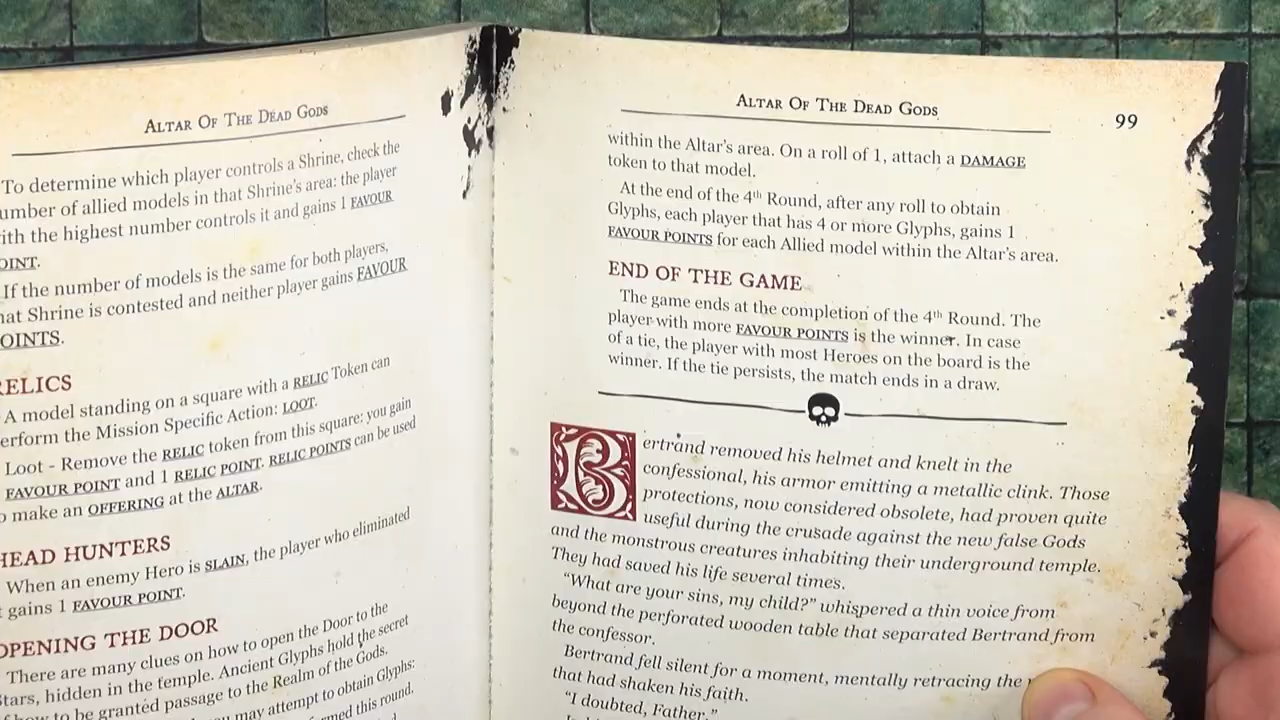 ALTAR OF THE DEAD GODS
To determine which player controls a Shrine, check the
umber of allied models in that Shrine's area: the player
ith the highest number controls it and gains 1 FAVOUR
OINT.
If the number of models is the same for both players,
hat Shrine is contested and neither player gains FAVOUR
OINTS.
RELICS
A model standing on a square with a RELIC Token can
erform the Mission Specific Action: LOOT.
Loot - Remove the RELIC token from this square: you gain
FAVOUR POINT and 1 RELIC POINT. RELIC POINTS can be used
o make an OFFERING at the ALTAR.
HEAD HUNTERS
When an enemy Hero is SLAIN, the player who eliminated
t gains 1 FAVOUR POINT.
OPENING THE DOOR
There are many clues on how to open the Door to the
Stars, hidden in the temple. Ancient Glyphs hold the secret
f how to be granted passage to the Realm of the Gods.
may attempt to obtain Glyphs:
rmed this round.
ALTAR OF THE DEAD GODS
99
within the Altar's area. On a roll of 1, attach a DAMAGE
token to that model.
At the end of the 4th Round, after any roll to obtain
Glyphs, each player that has 4 or more Glyphs, gains 1
FAVOUR POINTS for each Allied model within the Altar's area.
END OF THE GAME
The game ends at the completion of the 4th Round. The
player with more FAVOUR POINTS is the winner. In case
of a tie, the player with most Heroes on the board is the
winner. If the tie persists, the match ends in a draw.
Bertrand removed his helmet and knelt in the
confessional, his armor emitting a metallic clink. Those
protections, now considered obsolete, had proven quite
useful during the crusade against the new false Gods
and the monstrous creatures inhabiting their underground temple.
They had saved his life several times.
“What are your sins, my child?” whispered a thin voice from
beyond the perforated wooden table that separated Bertrand from
the confessor.
Bertrand fell silent for a moment, mentally retracing the
that had shaken his faith.
“I doubted, Father.”